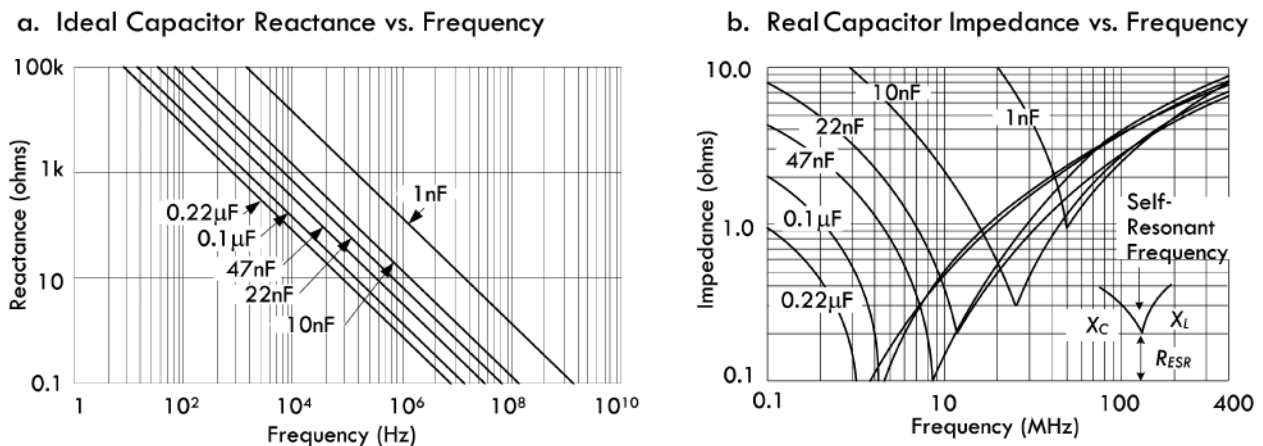 a. Ideal Capacitor Reactance vs. Frequency
100k
1k
10
0.1
Reactance (ohms)
0.22µF
0.1µF
47nF
22nF
10nF
1nF
1
10²
10⁴
10⁶
10⁸
10¹⁰
Frequency (Hz)
b. Real Capacitor Impedance vs. Frequency
10.0
1.0
0.1
Impedance (ohms)
10nF
1nF
22nF
47nF
0.1µF
0.22µF
Self-
Resonant
Frequency
X_C
X_L
R_ESR
0.1
10
100
400
Frequency (MHz)